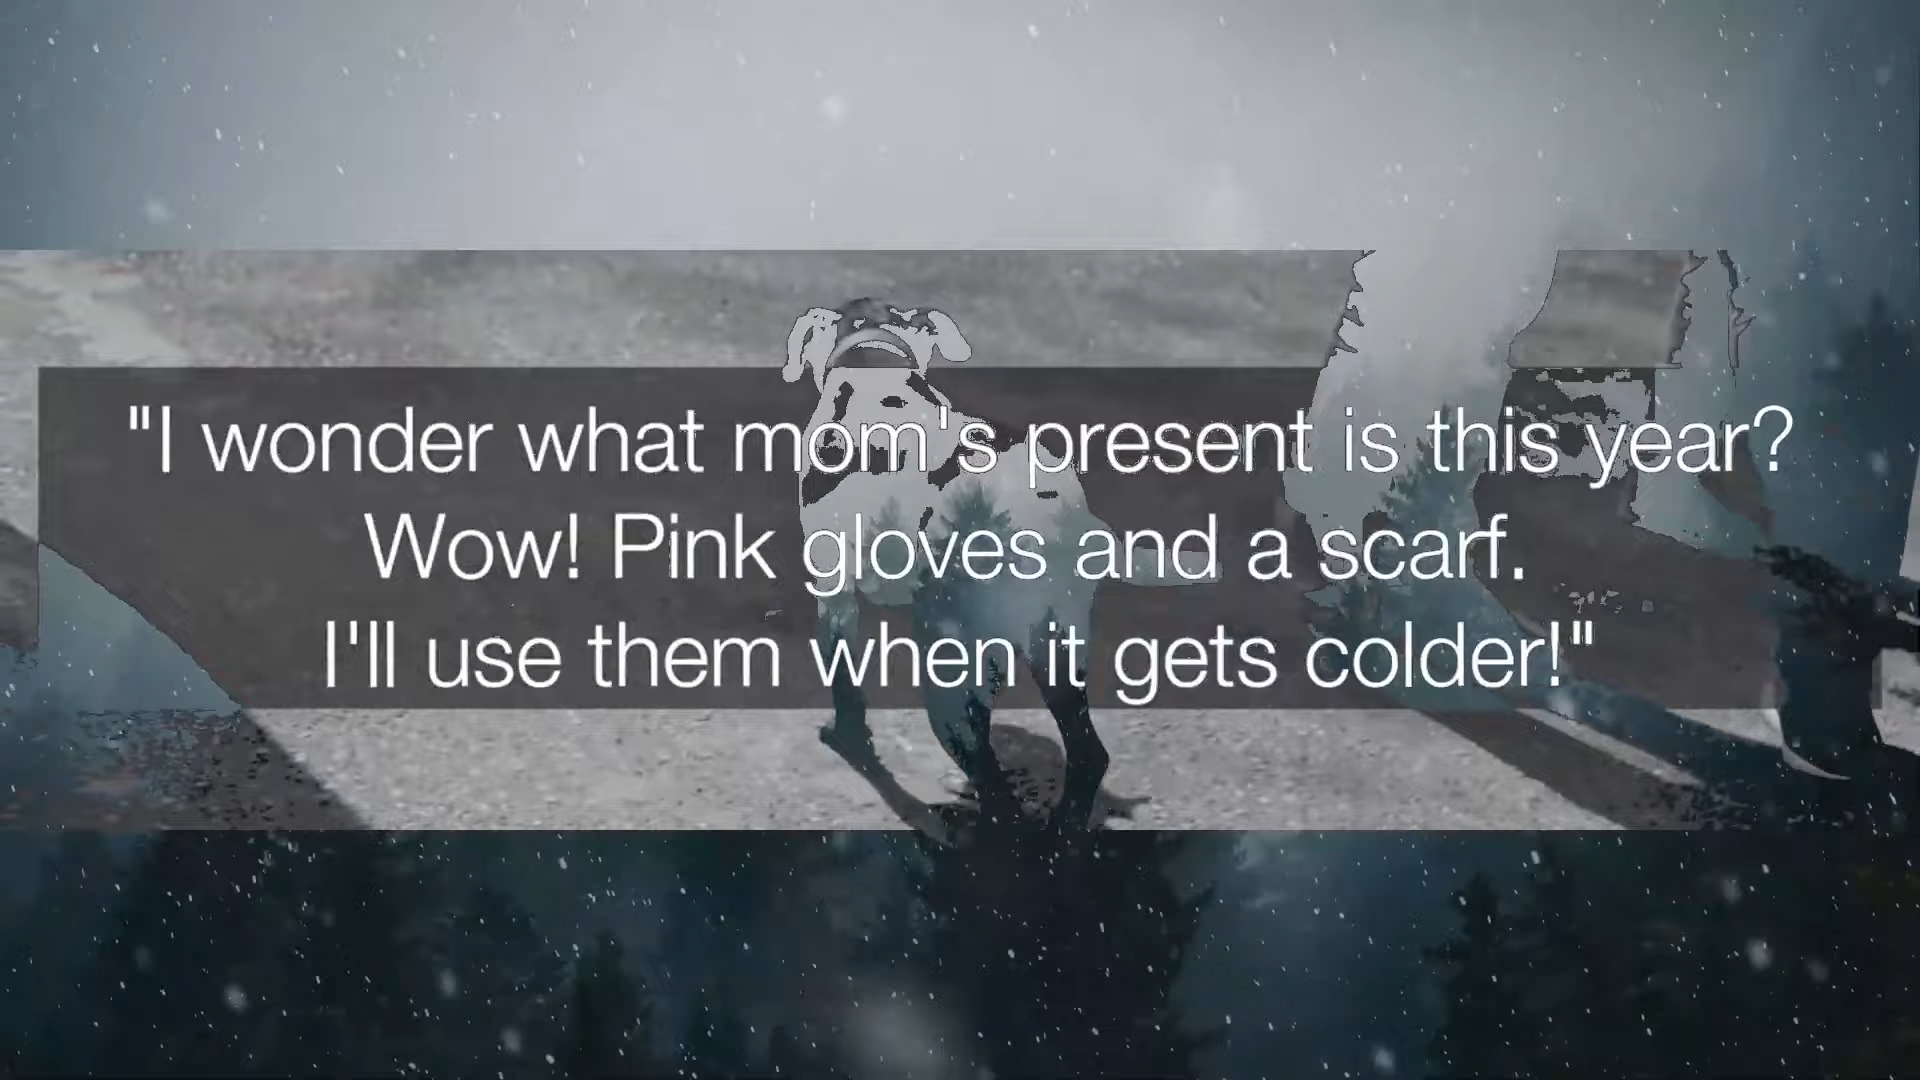 "I wonder what mom's present is this year?
Wow! Pink gloves and a scarf.
I'll use them when it gets colder!"